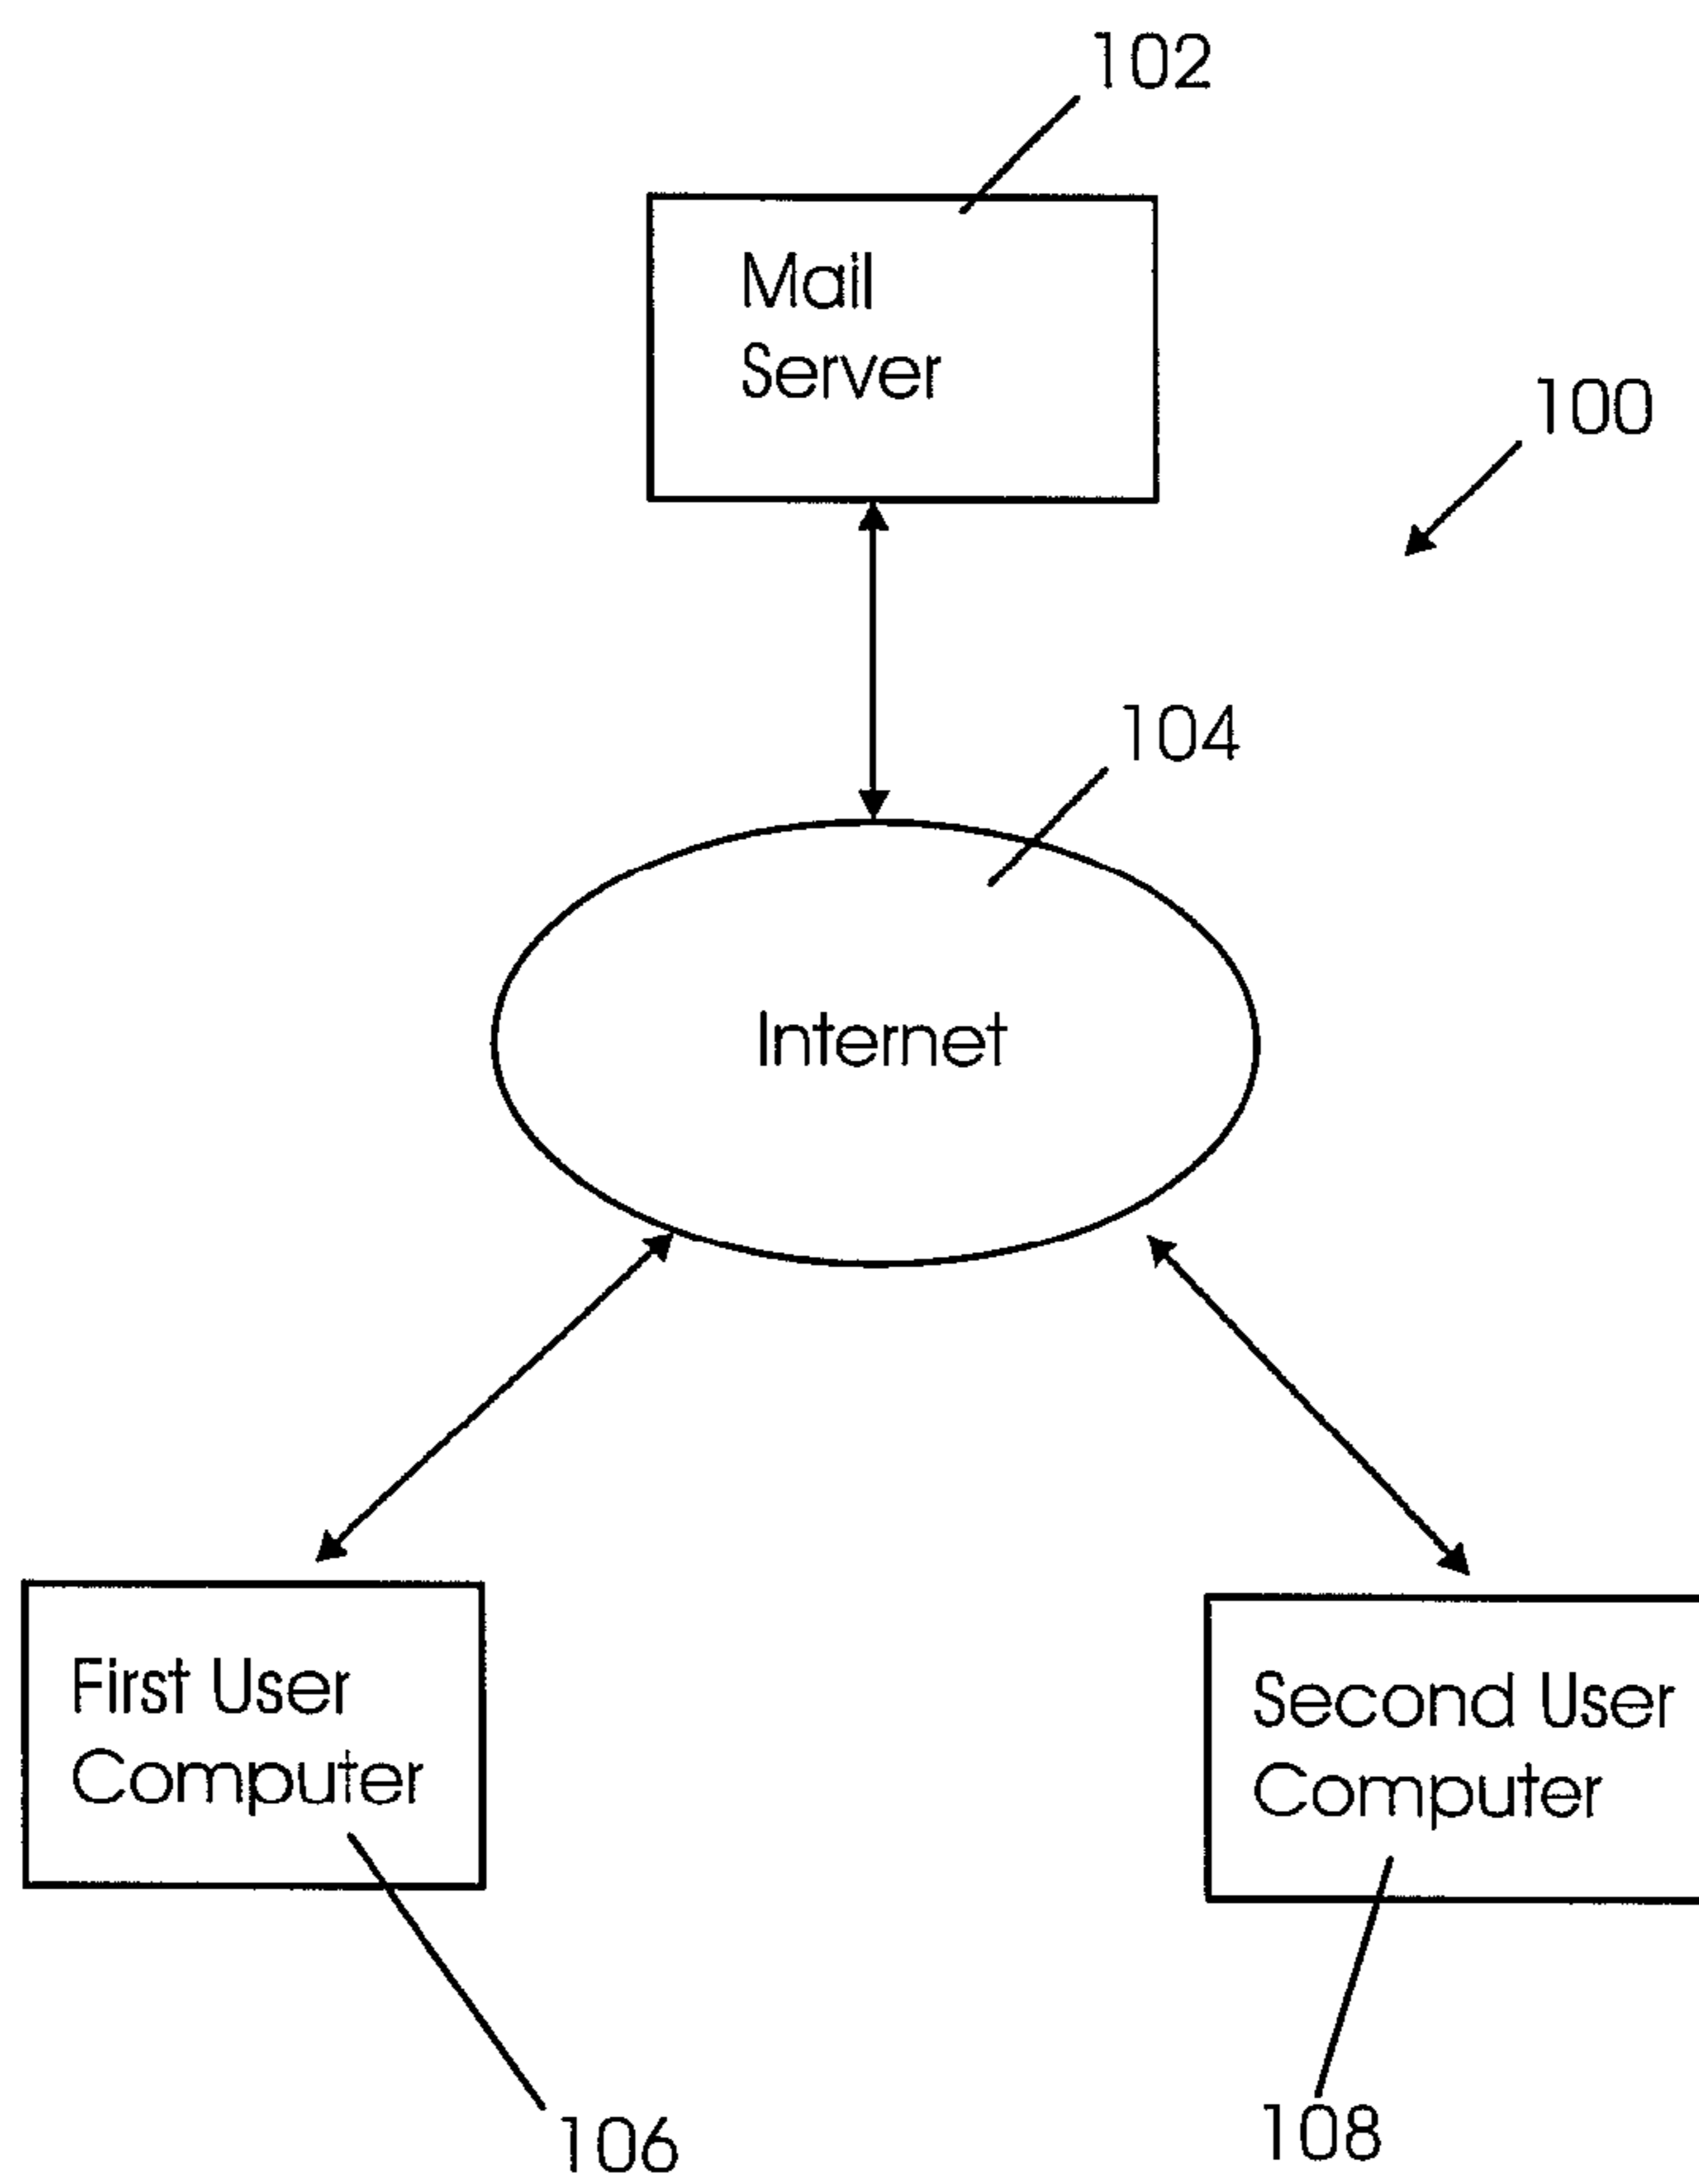 102
Mail
Server
100
104
Internet
First User
Computer
Second User
Computer
106
108